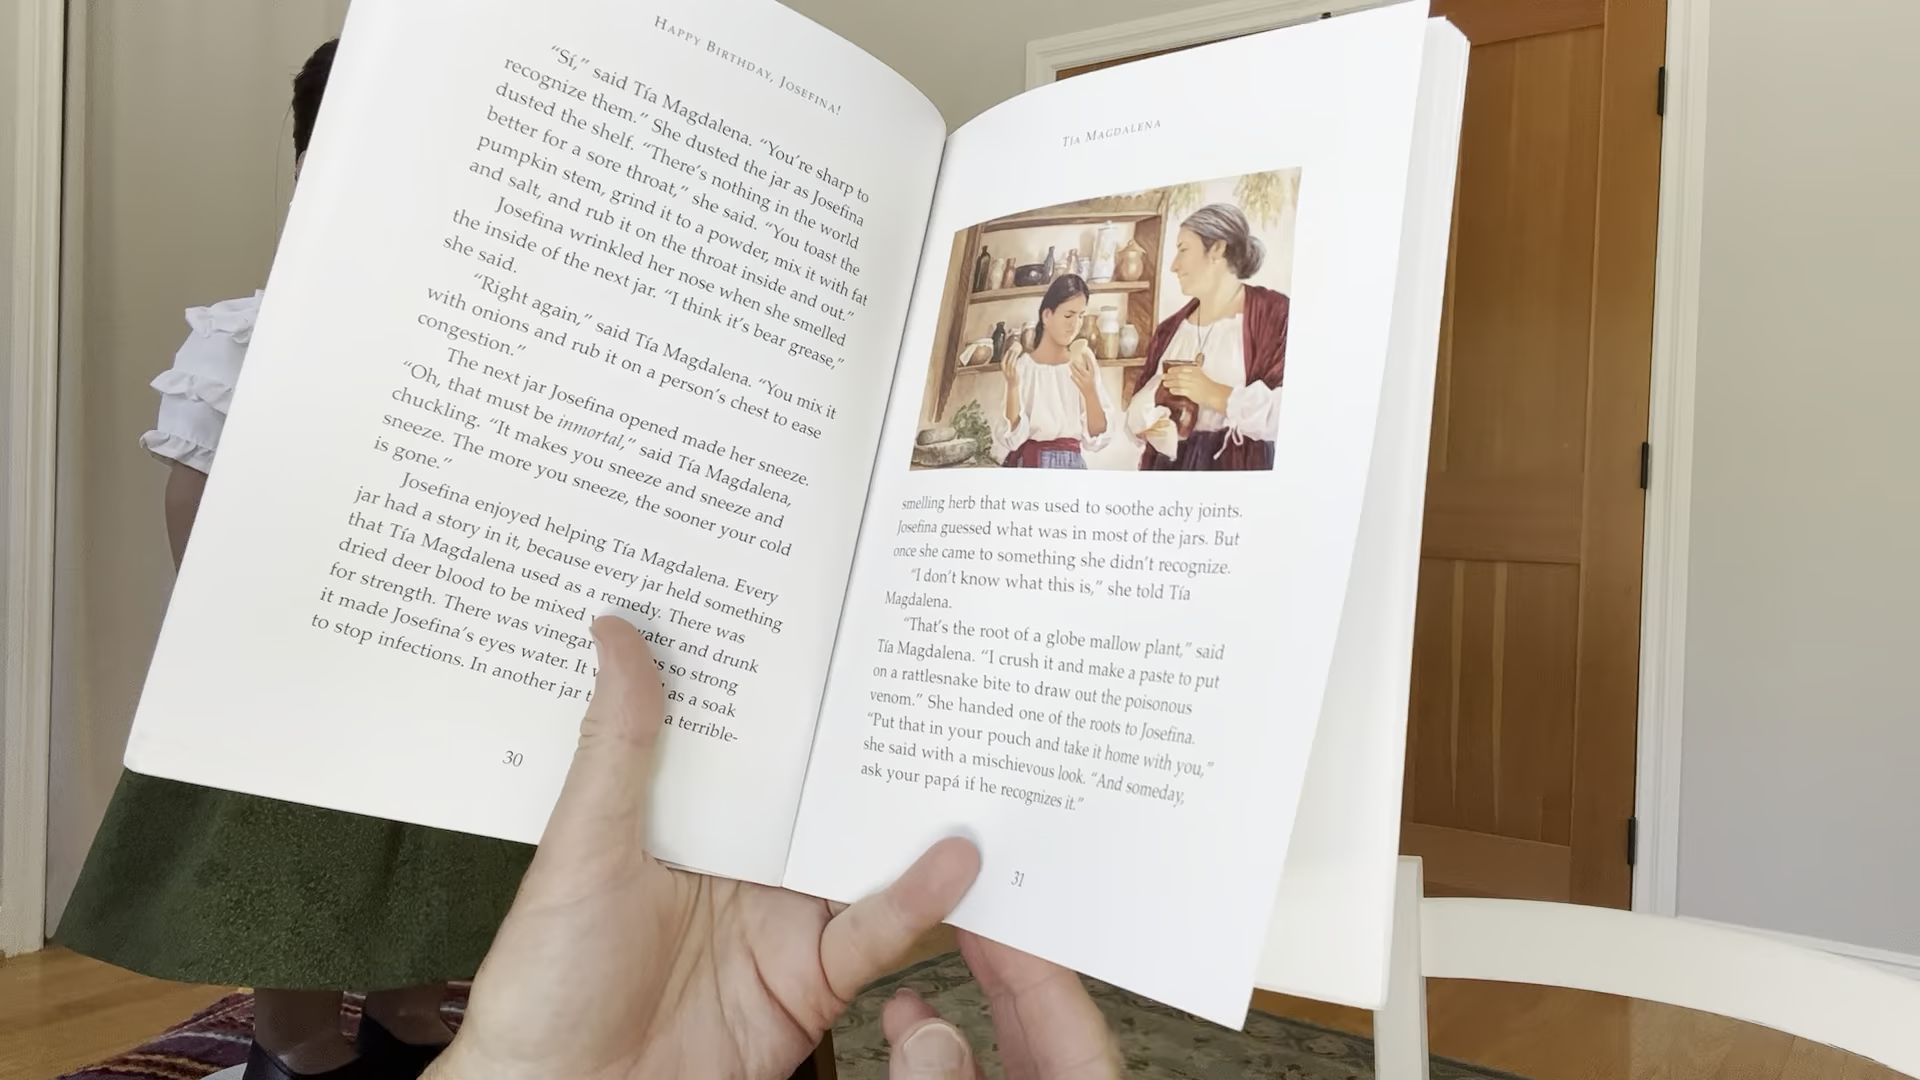 HAPPY BIRTHDAY, JOSEFINA!
“Sí,” said Tía Magdalena. “You’re sharp to
recognize them.” She dusted the jar as Josefina
dusted the shelf. “There’s nothing in the world
better for a sore throat,” she said. “You toast the
pumpkin stem, grind it to a powder, mix it with fat
and salt, and rub it on the throat inside and out.”
Josefina wrinkled her nose when she smelled
the inside of the next jar. “I think it’s bear grease,”
she said.
“Right again,” said Tía Magdalena. “You mix it
with onions and rub it on a person’s chest to ease
congestion.”
The next jar Josefina opened made her sneeze.
“Oh, that must be inmortal,” said Tía Magdalena,
chuckling. “It makes you sneeze and sneeze and
sneeze. The more you sneeze, the sooner your cold
is gone.”
Josefina enjoyed helping Tía Magdalena. Every
jar had a story in it, because every jar held something
that Tía Magdalena used as a remedy. There was
dried deer blood to be mixed water and drunk
for strength. There was vinegar so strong
it made Josefina’s eyes water. It as a soak
to stop infections. In another jar a terrible-
30
TÍA MAGDALENA
smelling herb that was used to soothe achy joints.
Josefina guessed what was in most of the jars. But
once she came to something she didn’t recognize.
“I don’t know what this is,” she told Tía
Magdalena.
“That’s the root of a globe mallow plant,” said
Tía Magdalena. “I crush it and make a paste to put
on a rattlesnake bite to draw out the poisonous
venom.” She handed one of the roots to Josefina.
“Put that in your pouch and take it home with you,”
she said with a mischievous look. “And someday,
ask your papá if he recognizes it.”
31